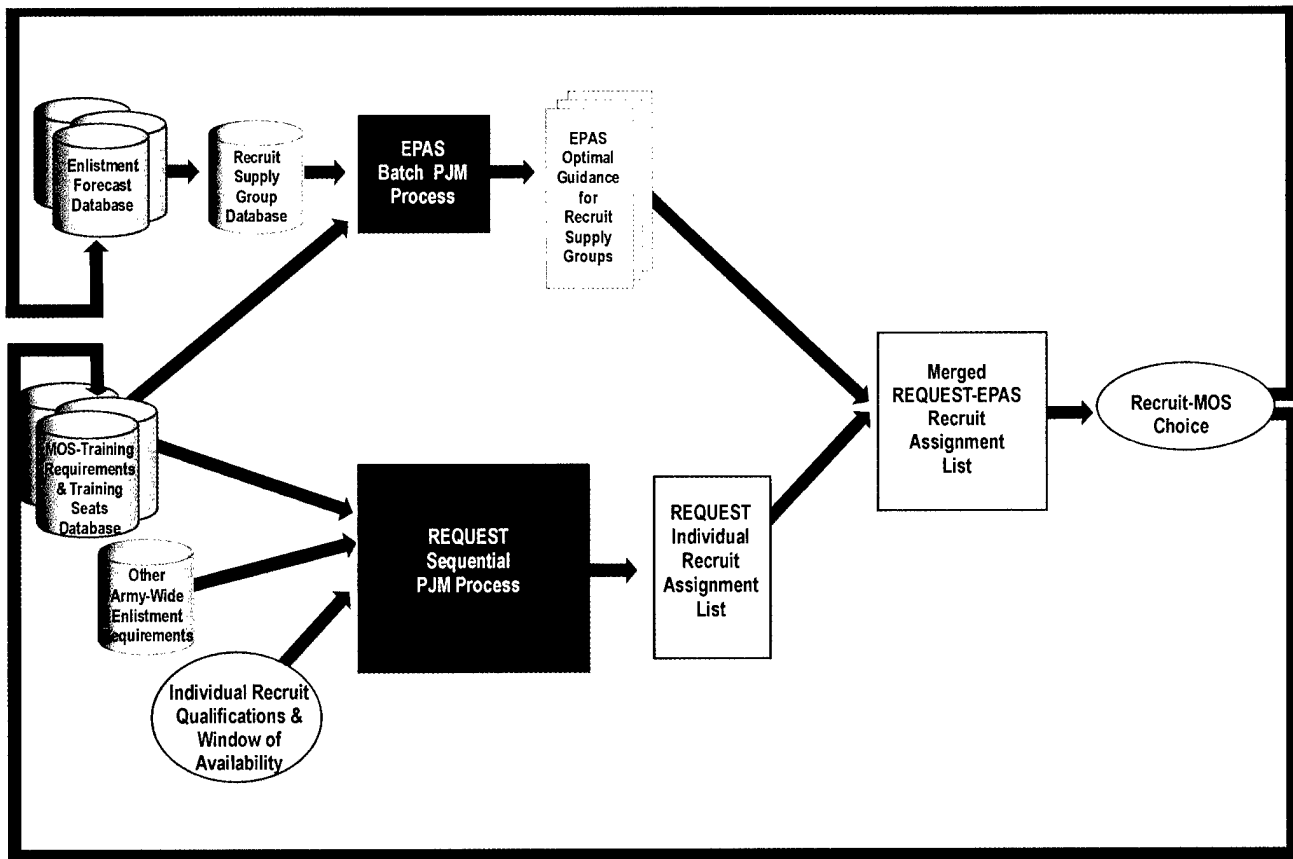 Enlistment
Forecast
Database
Recruit
Supply
Group
Database
EPAS
Batch PJM
Process
EPAS
Optimal
Guidance
for
Recruit
Supply
Groups
MOS-Training
Requirements
& Training
Seats
Database
Other
Army-Wide
Enlistment
equirements
Individual Recruit
Qualifications &
Window of
Availability
REQUEST
Sequential
PJM Process
REQUEST
Individual
Recruit
Assignment
List
Merged
REQUEST-EPAS
Recruit
Assignment
List
Recruit-MOS
Choice